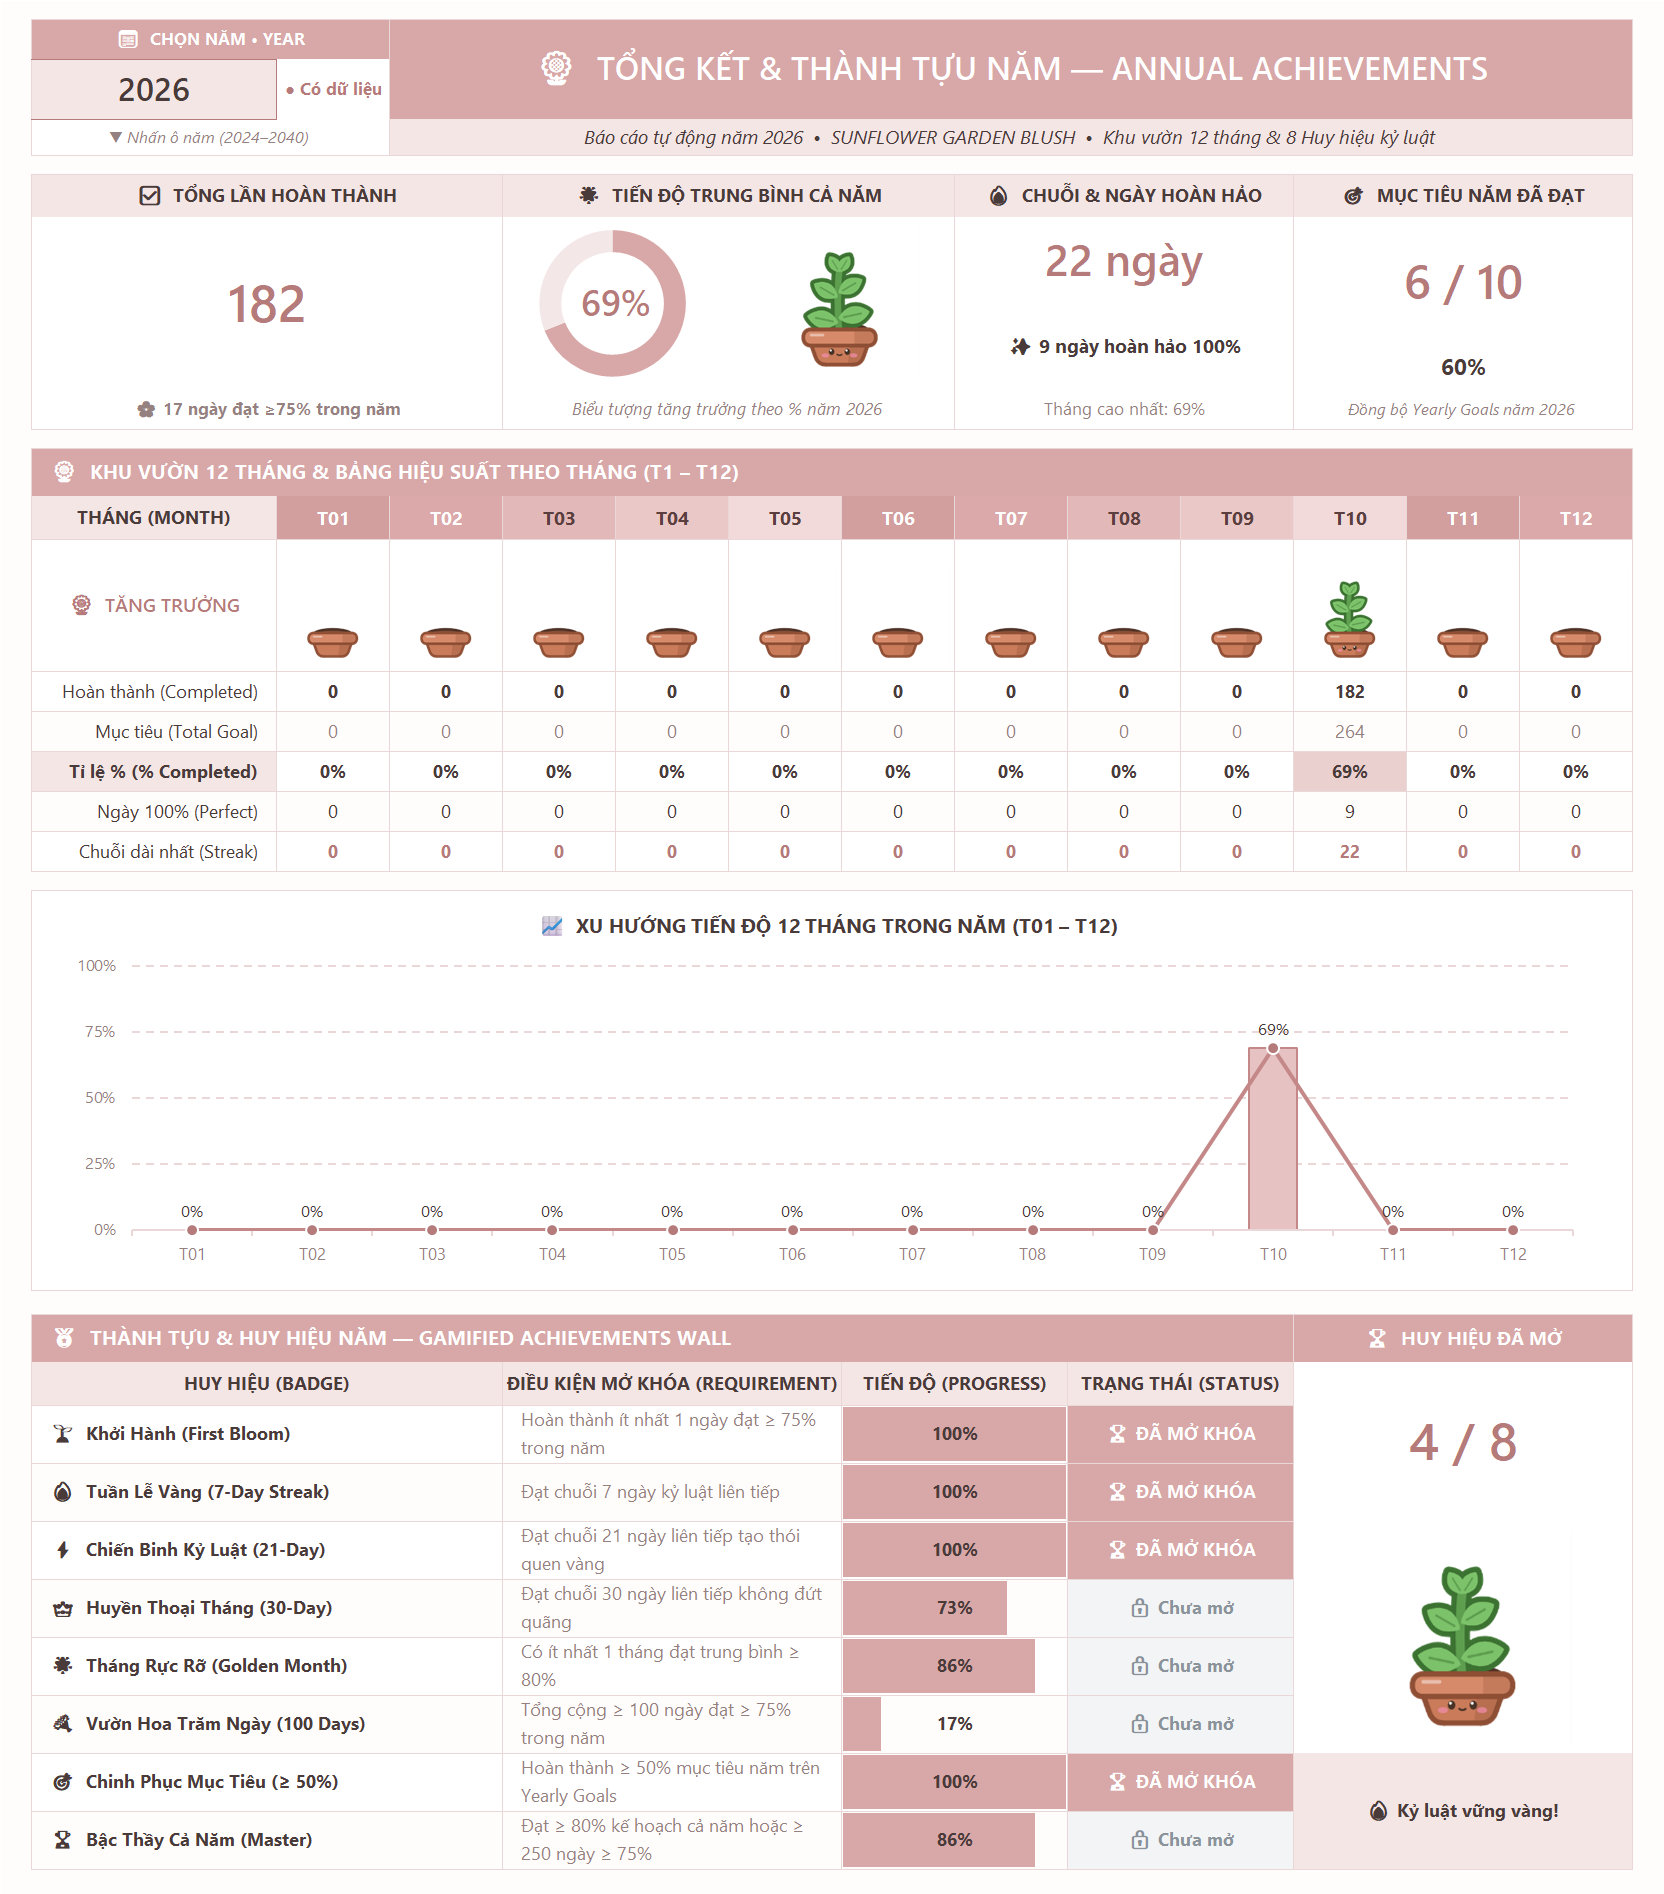 CHỌN NĂM • YEAR
2026
● Có dữ liệu
▼ Nhấn ô năm (2024–2040)
TỔNG KẾT & THÀNH TỰU NĂM — ANNUAL ACHIEVEMENTS
Báo cáo tự động năm 2026 • SUNFLOWER GARDEN BLUSH • Khu vườn 12 tháng & 8 Huy hiệu kỷ luật
TỔNG LẦN HOÀN THÀNH
182
17 ngày đạt ≥75% trong năm
TIẾN ĐỘ TRUNG BÌNH CẢ NĂM
69%
Biểu tượng tăng trưởng theo % năm 2026
CHUỖI & NGÀY HOÀN HẢO
22 ngày
9 ngày hoàn hảo 100%
Tháng cao nhất: 69%
MỤC TIÊU NĂM ĐÃ ĐẠT
6 / 10
60%
Đồng bộ Yearly Goals năm 2026
KHU VƯỜN 12 THÁNG & BẢNG HIỆU SUẤT THEO THÁNG (T1 – T12)
THÁNG (MONTH) T01 T02 T03 T04 T05 T06 T07 T08 T09 T10 T11 T12
TĂNG TRƯỞNG
Hoàn thành (Completed) 0 0 0 0 0 0 0 0 0 182 0 0
Mục tiêu (Total Goal) 0 0 0 0 0 0 0 0 0 264 0 0
Tỉ lệ % (% Completed) 0% 0% 0% 0% 0% 0% 0% 0% 0% 69% 0% 0%
Ngày 100% (Perfect) 0 0 0 0 0 0 0 0 0 9 0 0
Chuỗi dài nhất (Streak) 0 0 0 0 0 0 0 0 0 22 0 0
XU HƯỚNG TIẾN ĐỘ 12 THÁNG TRONG NĂM (T01 – T12)
100%
75%
69%
50%
25%
0% 0% 0% 0% 0% 0% 0% 0% 0% 0% 0%
0%
T01 T02 T03 T04 T05 T06 T07 T08 T09 T10 T11 T12
THÀNH TỰU & HUY HIỆU NĂM — GAMIFIED ACHIEVEMENTS WALL
HUY HIỆU (BADGE) ĐIỀU KIỆN MỞ KHÓA (REQUIREMENT) TIẾN ĐỘ (PROGRESS) TRẠNG THÁI (STATUS)
Khởi Hành (First Bloom)
Hoàn thành ít nhất 1 ngày đạt ≥ 75%
trong năm
100%
ĐÃ MỞ KHÓA
Tuần Lễ Vàng (7-Day Streak)
Đạt chuỗi 7 ngày kỷ luật liên tiếp
100%
ĐÃ MỞ KHÓA
Chiến Binh Kỷ Luật (21-Day)
Đạt chuỗi 21 ngày liên tiếp tạo thói
quen vàng
100%
ĐÃ MỞ KHÓA
Huyền Thoại Tháng (30-Day)
Đạt chuỗi 30 ngày liên tiếp không đứt
quãng
73%
Chưa mở
Tháng Rực Rỡ (Golden Month)
Có ít nhất 1 tháng đạt trung bình ≥
80%
86%
Chưa mở
Vườn Hoa Trăm Ngày (100 Days)
Tổng cộng ≥ 100 ngày đạt ≥ 75%
trong năm
17%
Chưa mở
Chinh Phục Mục Tiêu (≥ 50%)
Hoàn thành ≥ 50% mục tiêu năm trên
Yearly Goals
100%
ĐÃ MỞ KHÓA
Bậc Thầy Cả Năm (Master)
Đạt ≥ 80% kế hoạch cả năm hoặc ≥
250 ngày ≥ 75%
86%
Chưa mở
HUY HIỆU ĐÃ MỞ
4 / 8
Kỷ luật vững vàng!